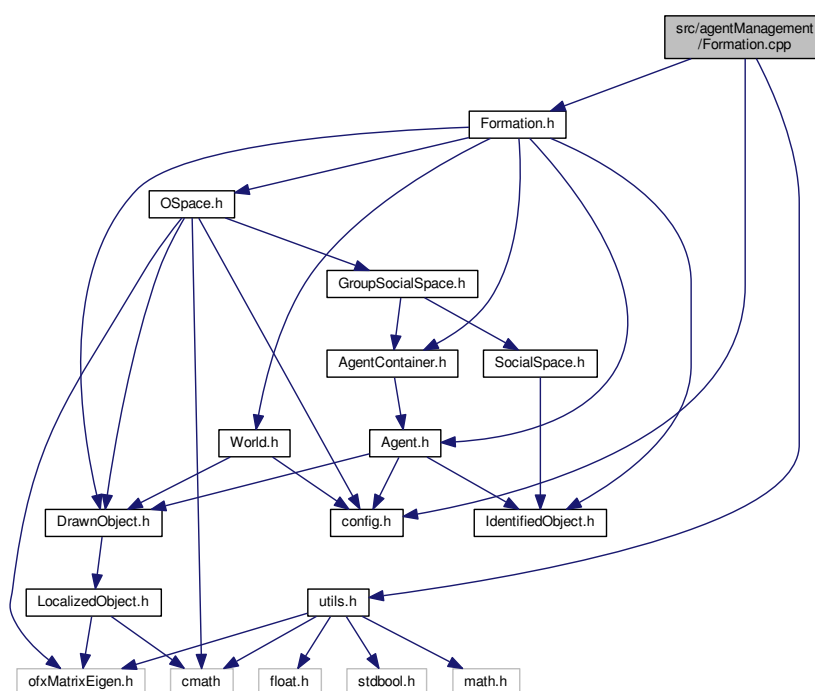 src/agentManagement
/Formation.cpp
Formation.h
OSpace.h
GroupSocialSpace.h
AgentContainer.h
SocialSpace.h
World.h
Agent.h
DrawnObject.h
config.h
IdentifiedObject.h
LocalizedObject.h
utils.h
ofxMatrixEigen.h
cmath
float.h
stdbool.h
math.h